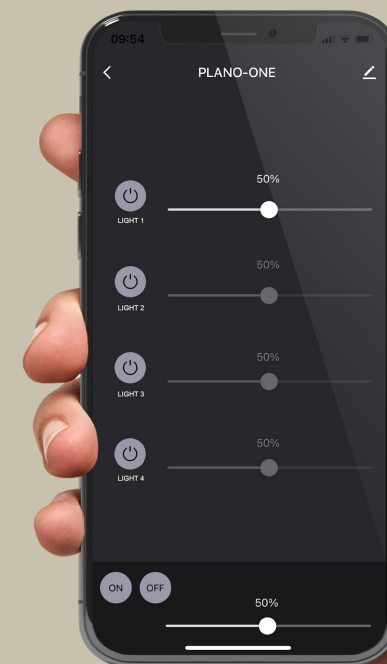 09:54
PLANO-ONE
50%
LIGHT 1
50%
LIGHT 2
50%
LIGHT 3
50%
LIGHT 4
ON OFF
50%